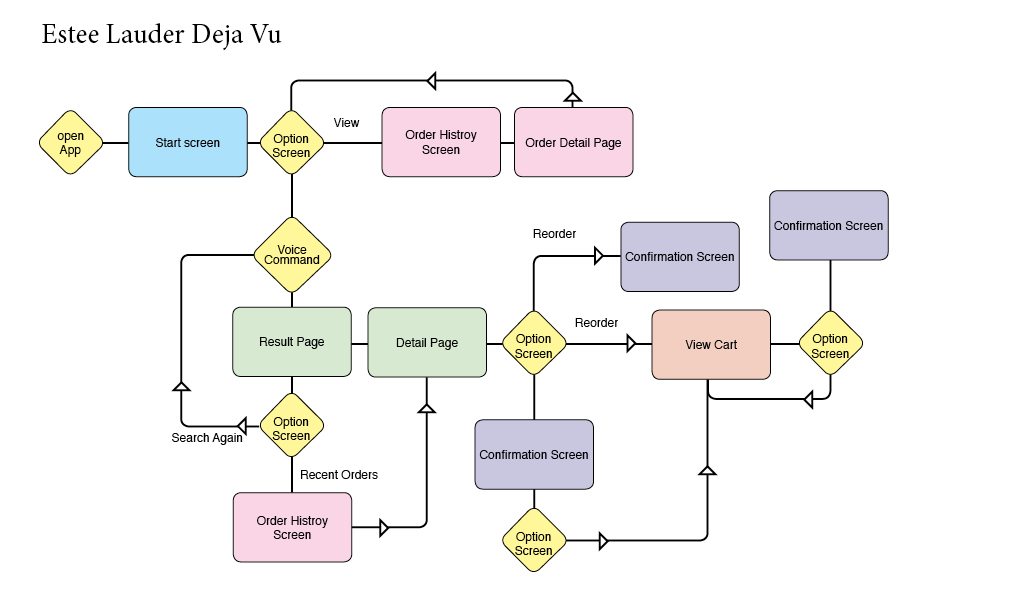 Estee Lauder Deja Vu
open
App
Start screen
Option
Screen
View
Order Histroy
Screen
Order Detail Page
Voice
Command
Reorder
Confirmation Screen
Confirmation Screen
Result Page
Detail Page
Option
Screen
Reorder
View Cart
Option
Screen
Search Again
Option
Screen
Recent Orders
Confirmation Screen
Order Histroy
Screen
Option
Screen